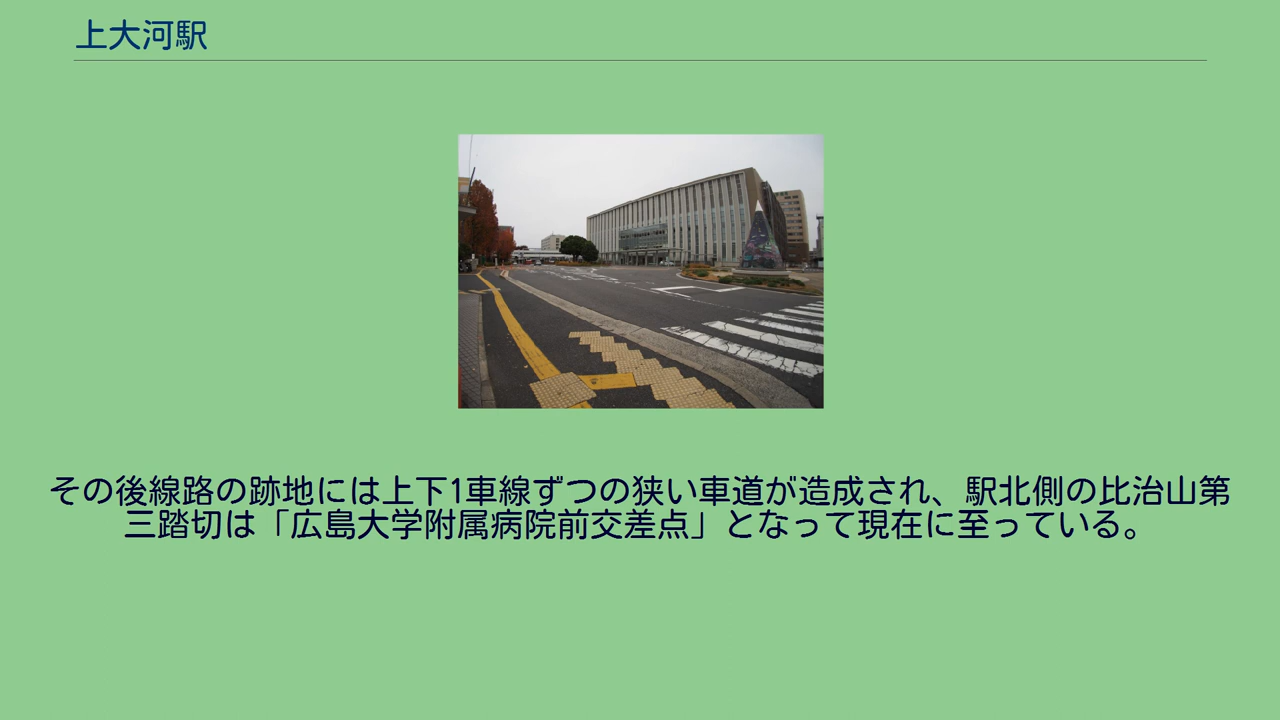 上大河駅
その後線路の跡地には上下1車線ずつの狭い車道が造成され、駅北側の比治山第
三踏切は「広島大学附属病院前交差点」となって現在に至っている。